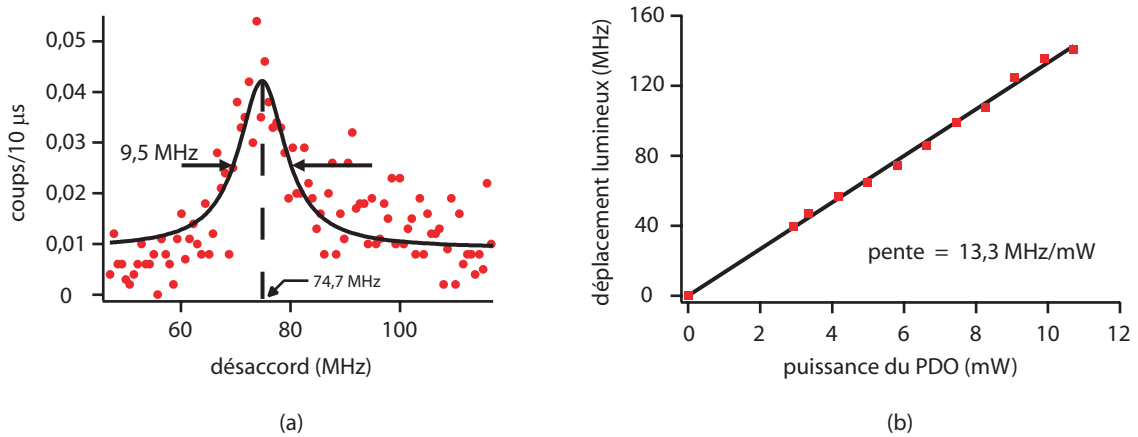 coups/10 μs
0,05
0,04
0,03
0,02
0,01
0
9,5 MHz
74,7 MHz
60
80
100
désaccord (MHz)
(a)
déplacement lumineux (MHz)
160
120
80
40
0
pente = 13,3 MHz/mW
0
2
4
6
8
10
12
puissance du PDO (mW)
(b)